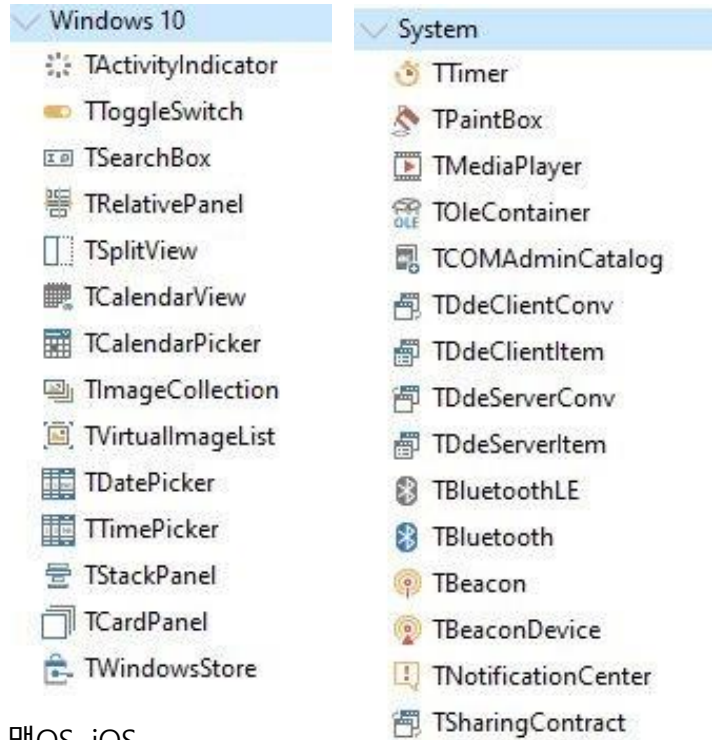 Windows 10
TActivityIndicator
TToggleSwitch
TSearchBox
TRelativePanel
TSplitView
TCalendarView
TCalendarPicker
TImageCollection
TVirtualImageList
TDatePicker
TTimePicker
TStackPanel
TCardPanel
TWindowsStore
System
TTimer
TPaintBox
TMediaPlayer
TOleContainer
TCOMAdminCatalog
TDdeClientConv
TDdeClientItem
TDdeServerConv
TDdeServerItem
TBluetoothLE
TBluetooth
TBeacon
TBeaconDevice
TNotificationCenter
TSharingContract